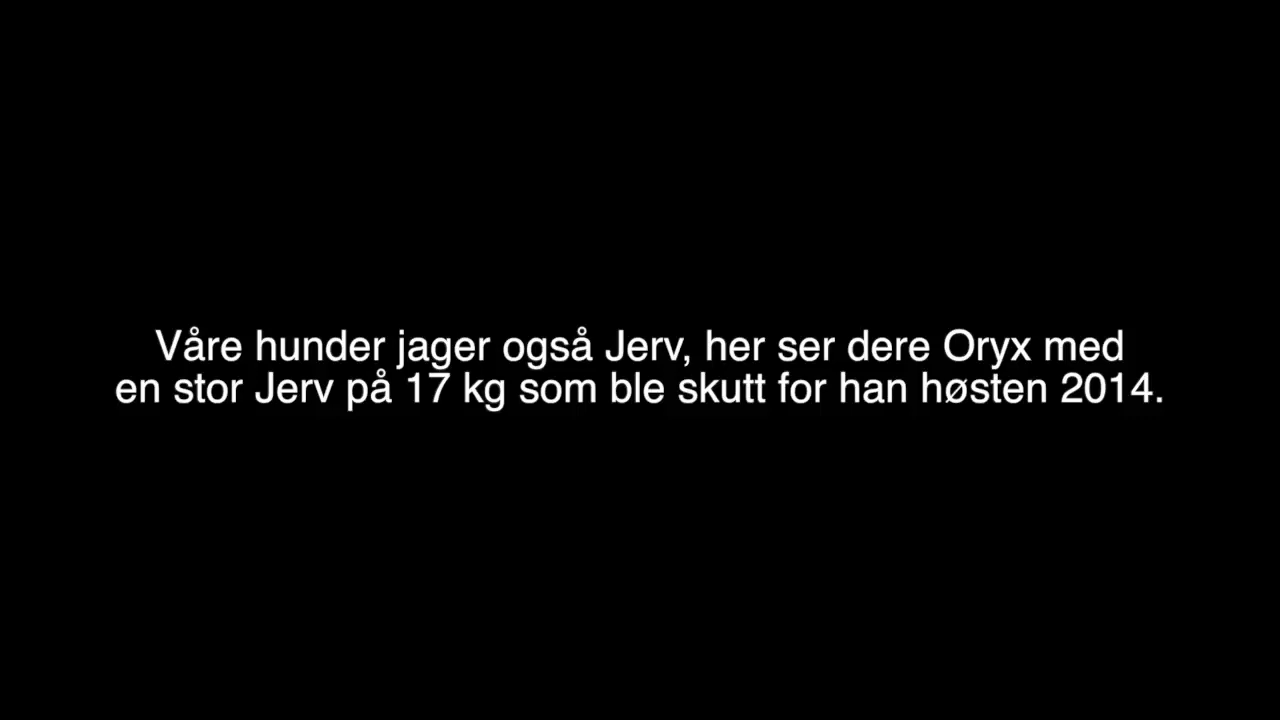 Våre hunder jager også Jerv, her ser dere Oryx med
en stor Jerv på 17 kg som ble skutt for han høsten 2014.